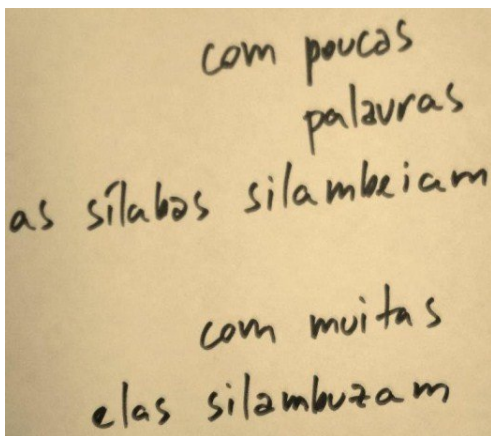 com poucas
palavras
as sílabas silambeiam
com muitas
elas silambuzam